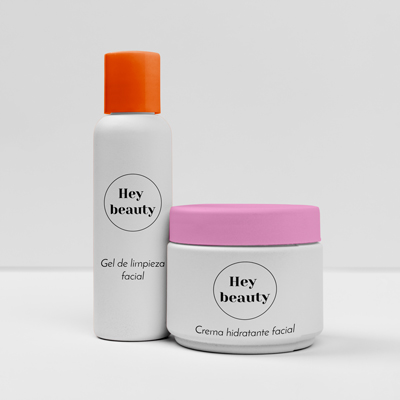 Hey
beauty
Gel de limpieza
facial
Hey
beauty
Crema hidratante facial